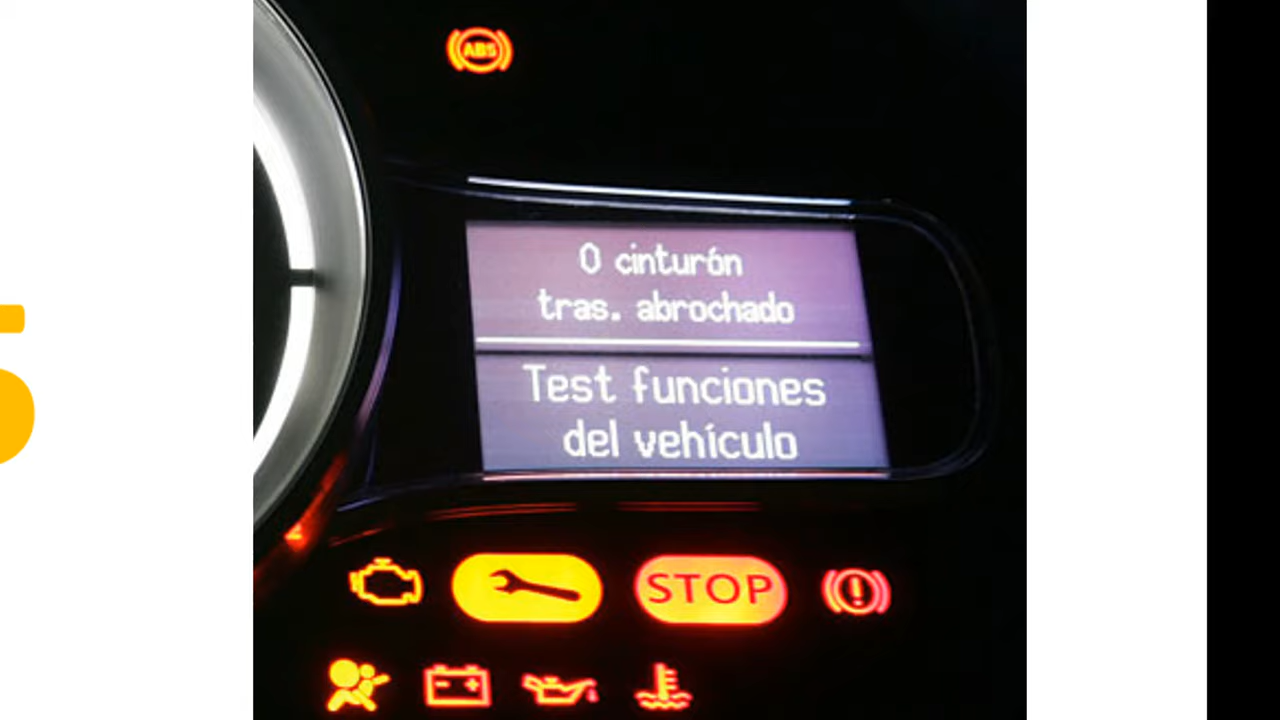 ABS
0 cinturón
tras. abrochado
Test funciones
del vehículo
STOP